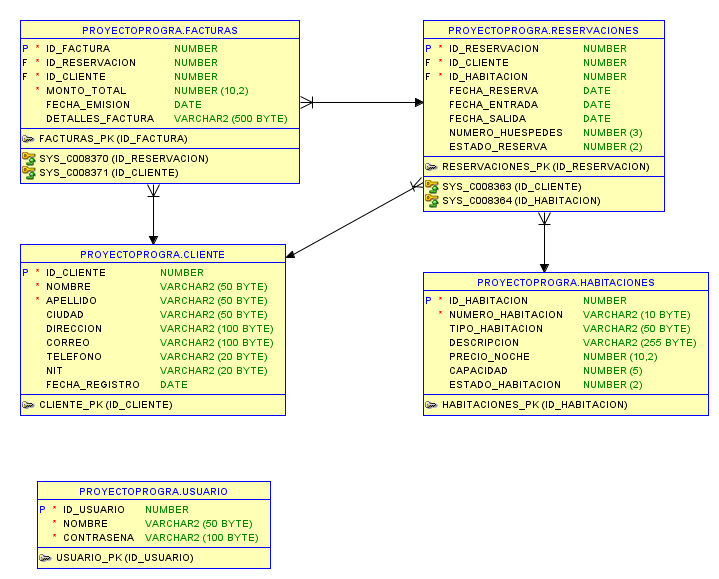 PROYECTOPROGRA.FACTURAS
P * ID_FACTURA NUMBER
F * ID_RESERVACION NUMBER
F * ID_CLIENTE NUMBER
* MONTO_TOTAL NUMBER (10,2)
FECHA_EMISION DATE
DETALLES_FACTURA VARCHAR2 (500 BYTE)
FACTURAS_PK (ID_FACTURA)
SYS_C008370 (ID_RESERVACION)
SYS_C008371 (ID_CLIENTE)
PROYECTOPROGRA.RESERVACIONES
P * ID_RESERVACION NUMBER
F * ID_CLIENTE NUMBER
F * ID_HABITACION NUMBER
FECHA_RESERVA DATE
FECHA_ENTRADA DATE
FECHA_SALIDA DATE
NUMERO_HUESPEDES NUMBER (3)
ESTADO_RESERVA NUMBER (2)
RESERVACIONES_PK (ID_RESERVACION)
SYS_C008363 (ID_CLIENTE)
SYS_C008364 (ID_HABITACION)
PROYECTOPROGRA.CLIENTE
P * ID_CLIENTE NUMBER
* NOMBRE VARCHAR2 (50 BYTE)
* APELLIDO VARCHAR2 (50 BYTE)
CIUDAD VARCHAR2 (50 BYTE)
DIRECCION VARCHAR2 (100 BYTE)
CORREO VARCHAR2 (100 BYTE)
TELEFONO VARCHAR2 (20 BYTE)
NIT VARCHAR2 (20 BYTE)
FECHA_REGISTRO DATE
CLIENTE_PK (ID_CLIENTE)
PROYECTOPROGRA.HABITACIONES
P * ID_HABITACION NUMBER
* NUMERO_HABITACION VARCHAR2 (10 BYTE)
TIPO_HABITACION VARCHAR2 (50 BYTE)
DESCRIPCION VARCHAR2 (255 BYTE)
PRECIO_NOCHE NUMBER (10,2)
CAPACIDAD NUMBER (5)
ESTADO_HABITACION NUMBER (2)
HABITACIONES_PK (ID_HABITACION)
PROYECTOPROGRA.USUARIO
P * ID_USUARIO NUMBER
* NOMBRE VARCHAR2 (50 BYTE)
* CONTRASENA VARCHAR2 (100 BYTE)
USUARIO_PK (ID_USUARIO)